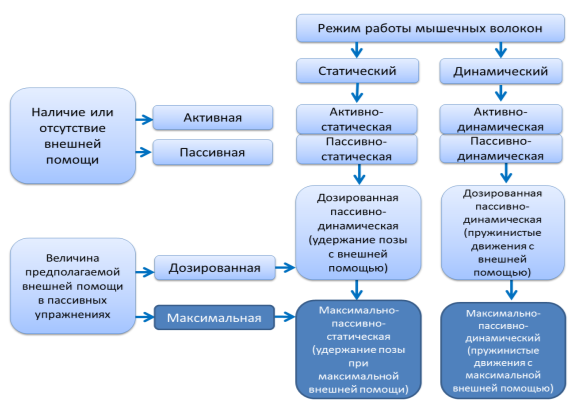 Режим работы мышечных волокон
Статический
Динамический
Наличие или
отсутствие
внешней
помощи
Активная
Пассивная
Активно-
статическая
Пассивно-
статическая
Активно-
динамическая
Пассивно-
динамическая
Дозированная
пассивно-
динамическая
(удержание позы
с внешней
помощью)
Дозированная
пассивно-
динамическая
(пружинистые
движения с
внешней
помощью)
Величина
предполагаемой
внешней помощи
в пассивных
упражнениях
Дозированная
Максимальная
Максимально-
пассивно-
статическая
(удержание позы
при
максимальной
внешней помощи)
Максимально-
пассивно-
динамический
(пружинистые
движения с
максимальной
внешней помощью)